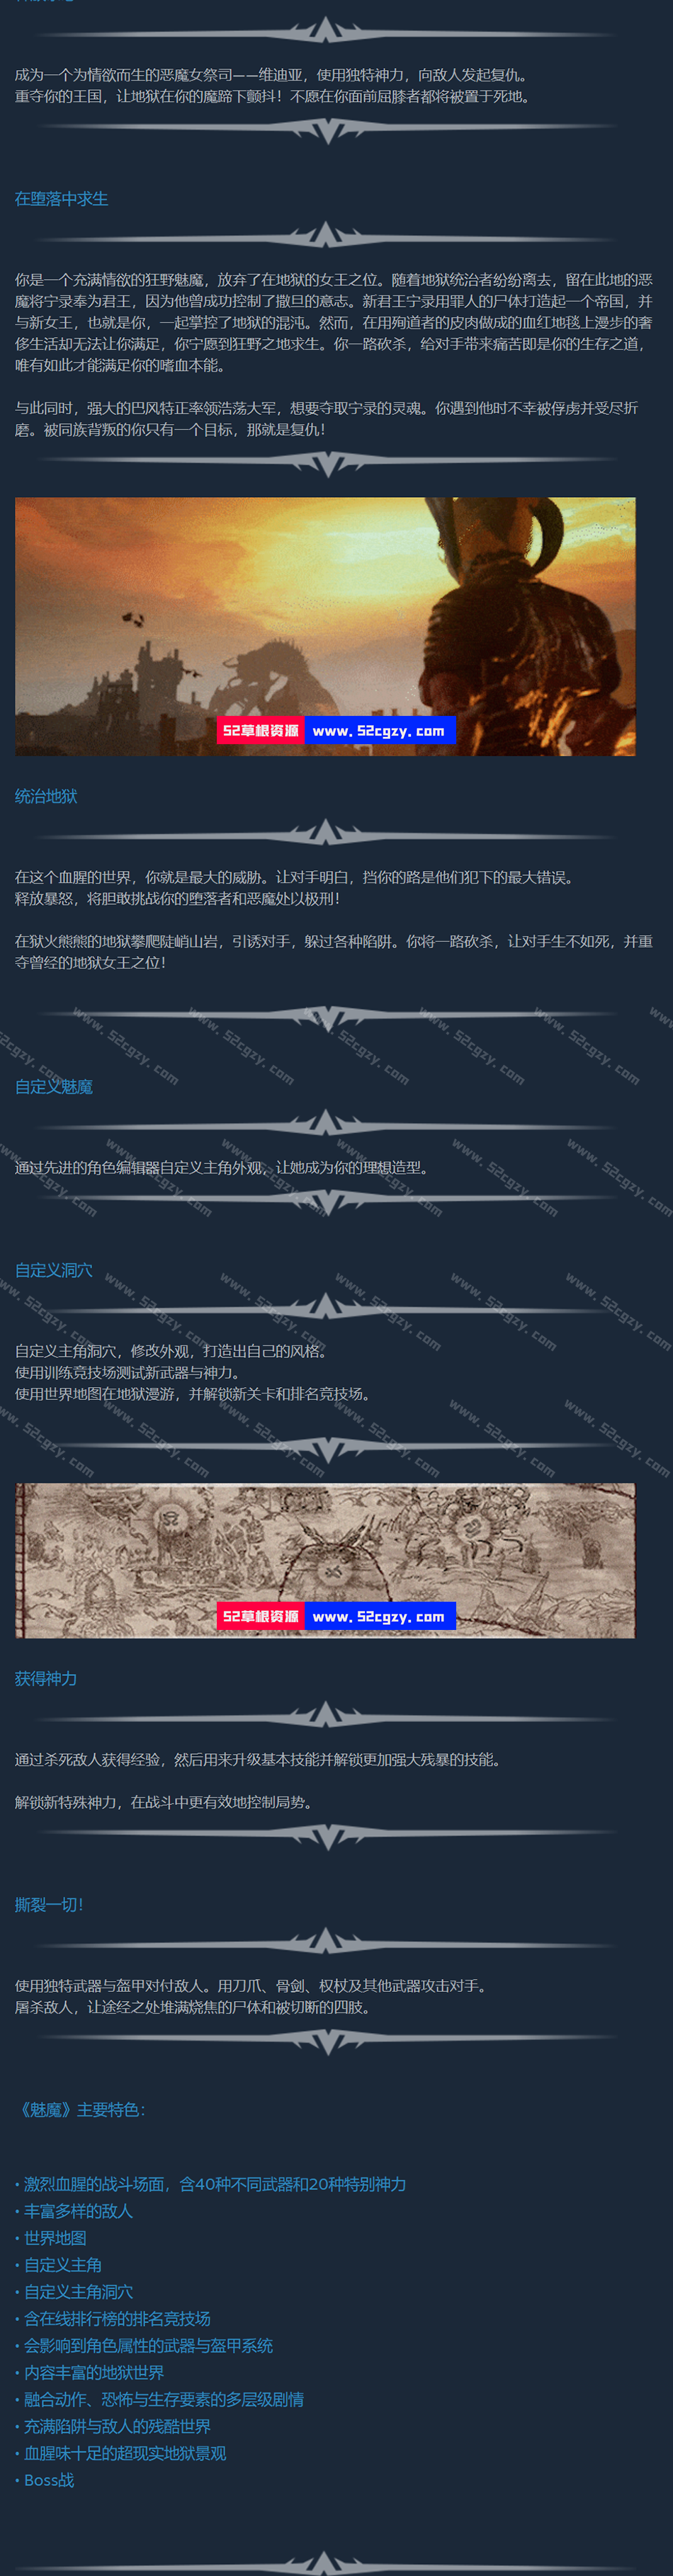 成为一个为情欲而生的恶魔女祭司——维迪亚，使用独特神力，向敌人发起复仇。
重夺你的王国，让地狱在你的魔蹄下颤抖！不愿在你面前屈膝者都将被置于死地。
在堕落中求生
你是一个充满情欲的狂野魅魔，放弃了在地狱的女王之位。随着地狱统治者纷纷离去，留在此地的恶
魔将宁录奉为君王，因为他曾成功控制了撒旦的意志。新君王宁录用罪人的尸体打造起一个帝国，并
与新女王，也就是你，一起掌控了地狱的混沌。然而，在用殉道者的皮肉做成的血红地毯上漫步的奢
侈生活却无法让你满足，你宁愿到狂野之地求生。你一路砍杀，给对手带来痛苦即是你的生存之道，
唯有如此才能满足你的嗜血本能。
与此同时，强大的巴风特正率领浩荡大军，想要夺取宁录的灵魂。你遇到他时不幸被俘虏并受尽折
磨。被同族背叛的你只有一个目标，那就是复仇！
52草根资源 www.52cgzy.com
统治地狱
在这个血腥的世界，你就是最大的威胁。让对手明白，挡你的路是他们犯下的最大错误。
释放暴怒，将胆敢挑战你的堕落者和恶魔处以极刑！
在狱火熊熊的地狱攀爬陡峭山岩，引诱对手，躲过各种陷阱。你将一路砍杀，让对手生不如死，并重
夺曾经的地狱女王之位！
自定义魅魔
通过先进的角色编辑器自定义主角外观，让她成为你的理想造型。
自定义洞穴
自定义主角洞穴，修改外观，打造出自己的风格。
使用训练竞技场测试新武器与神力。
使用世界地图在地狱漫游，并解锁新关卡和排名竞技场。
52草根资源 www.52cgzy.com
获得神力
通过杀死敌人获得经验，然后用来升级基本技能并解锁更加强大残暴的技能。
解锁新特殊神力，在战斗中更有效地控制局势。
撕裂一切！
使用独特武器与盔甲对付敌人。用刀爪、骨剑、权杖及其他武器攻击对手。
屠杀敌人，让途经之处堆满烧焦的尸体和被切断的四肢。
《魅魔》主要特色：
• 激烈血腥的战斗场面，含40种不同武器和20种特别神力
• 丰富多样的敌人
• 世界地图
• 自定义主角
• 自定义主角洞穴
• 含在线排行榜的排名竞技场
• 会影响到角色属性的武器与盔甲系统
• 内容丰富的地狱世界
• 融合动作、恐怖与生存要素的多层级剧情
• 充满陷阱与敌人的残酷世界
• 血腥味十足的超现实地狱景观
• Boss战